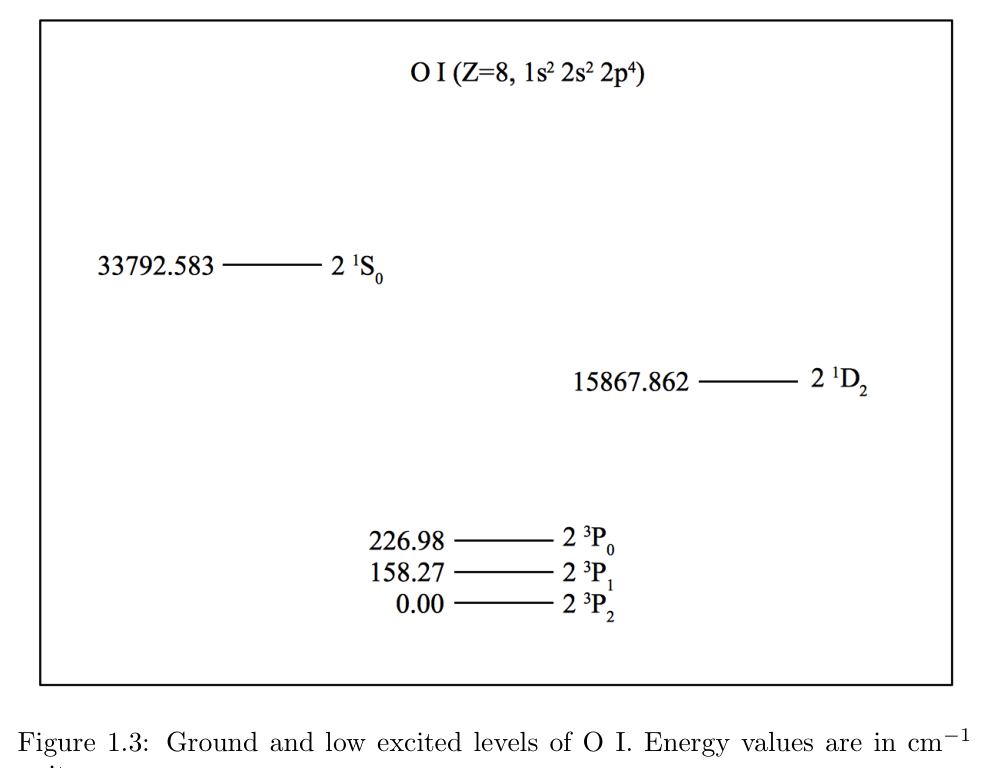 O I (Z=8, 1s² 2s² 2p⁴)
33792.583 2 ¹S₀
15867.862 2 ¹D₂
226.98 2 ³P₀
158.27 2 ³P₁
0.00 2 ³P₂
Figure 1.3: Ground and low excited levels of O I. Energy values are in cm⁻¹